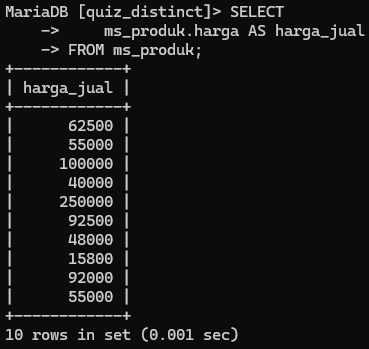 MariaDB [quiz_distinct]> SELECT
    ->     ms_produk.harga AS harga_jual
    -> FROM ms_produk;
+------------+
| harga_jual |
+------------+
|      62500 |
|      55000 |
|     100000 |
|      40000 |
|     250000 |
|      92500 |
|      48000 |
|      15800 |
|      92000 |
|      55000 |
+------------+
10 rows in set (0.001 sec)